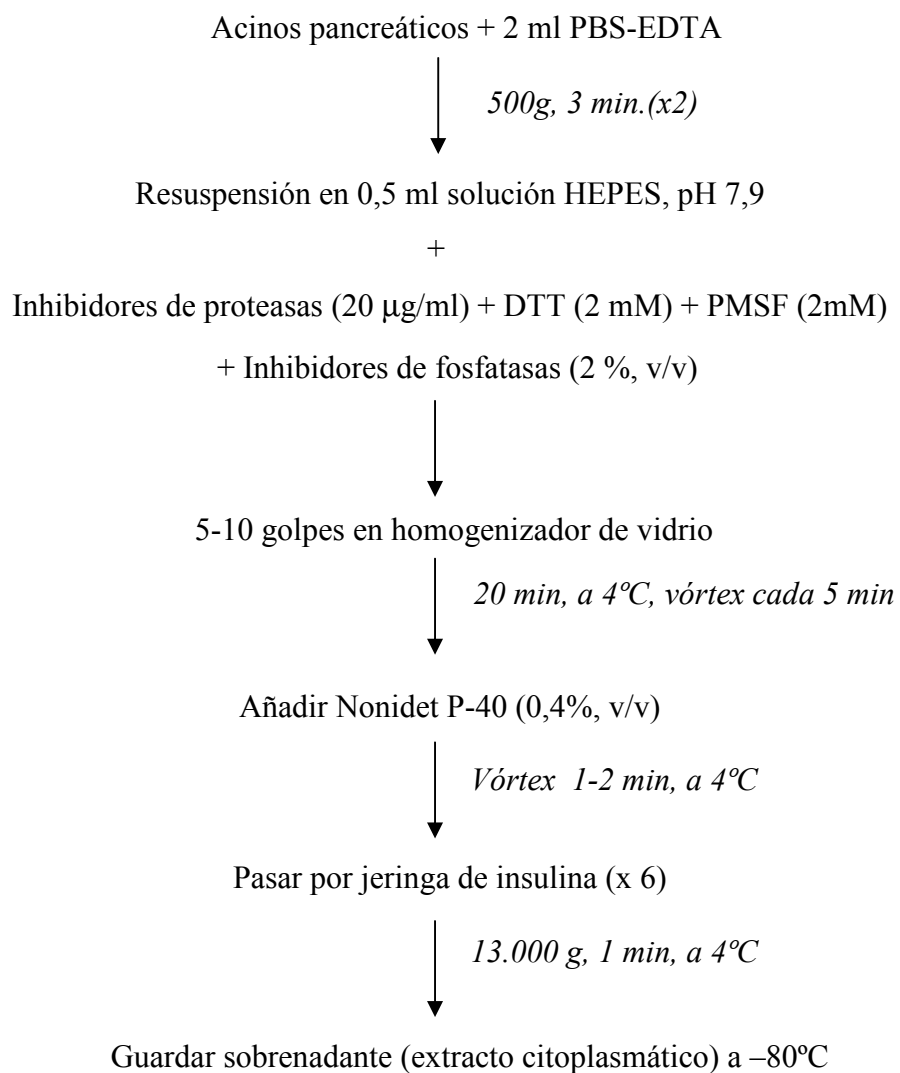 Acinos pancreáticos + 2 ml PBS-EDTA
500g, 3 min.(x2)
Resuspensión en 0,5 ml solución HEPES, pH 7,9
+
Inhibidores de proteasas (20 μg/ml) + DTT (2 mM) + PMSF (2mM)
+ Inhibidores de fosfatasas (2 %, v/v)
5-10 golpes en homogenizador de vidrio
20 min, a 4ºC, vórtex cada 5 min
Añadir Nonidet P-40 (0,4%, v/v)
Vórtex  1-2 min, a 4ºC
Pasar por jeringa de insulina (x 6)
13.000 g, 1 min, a 4ºC
Guardar sobrenadante (extracto citoplasmático) a –80ºC